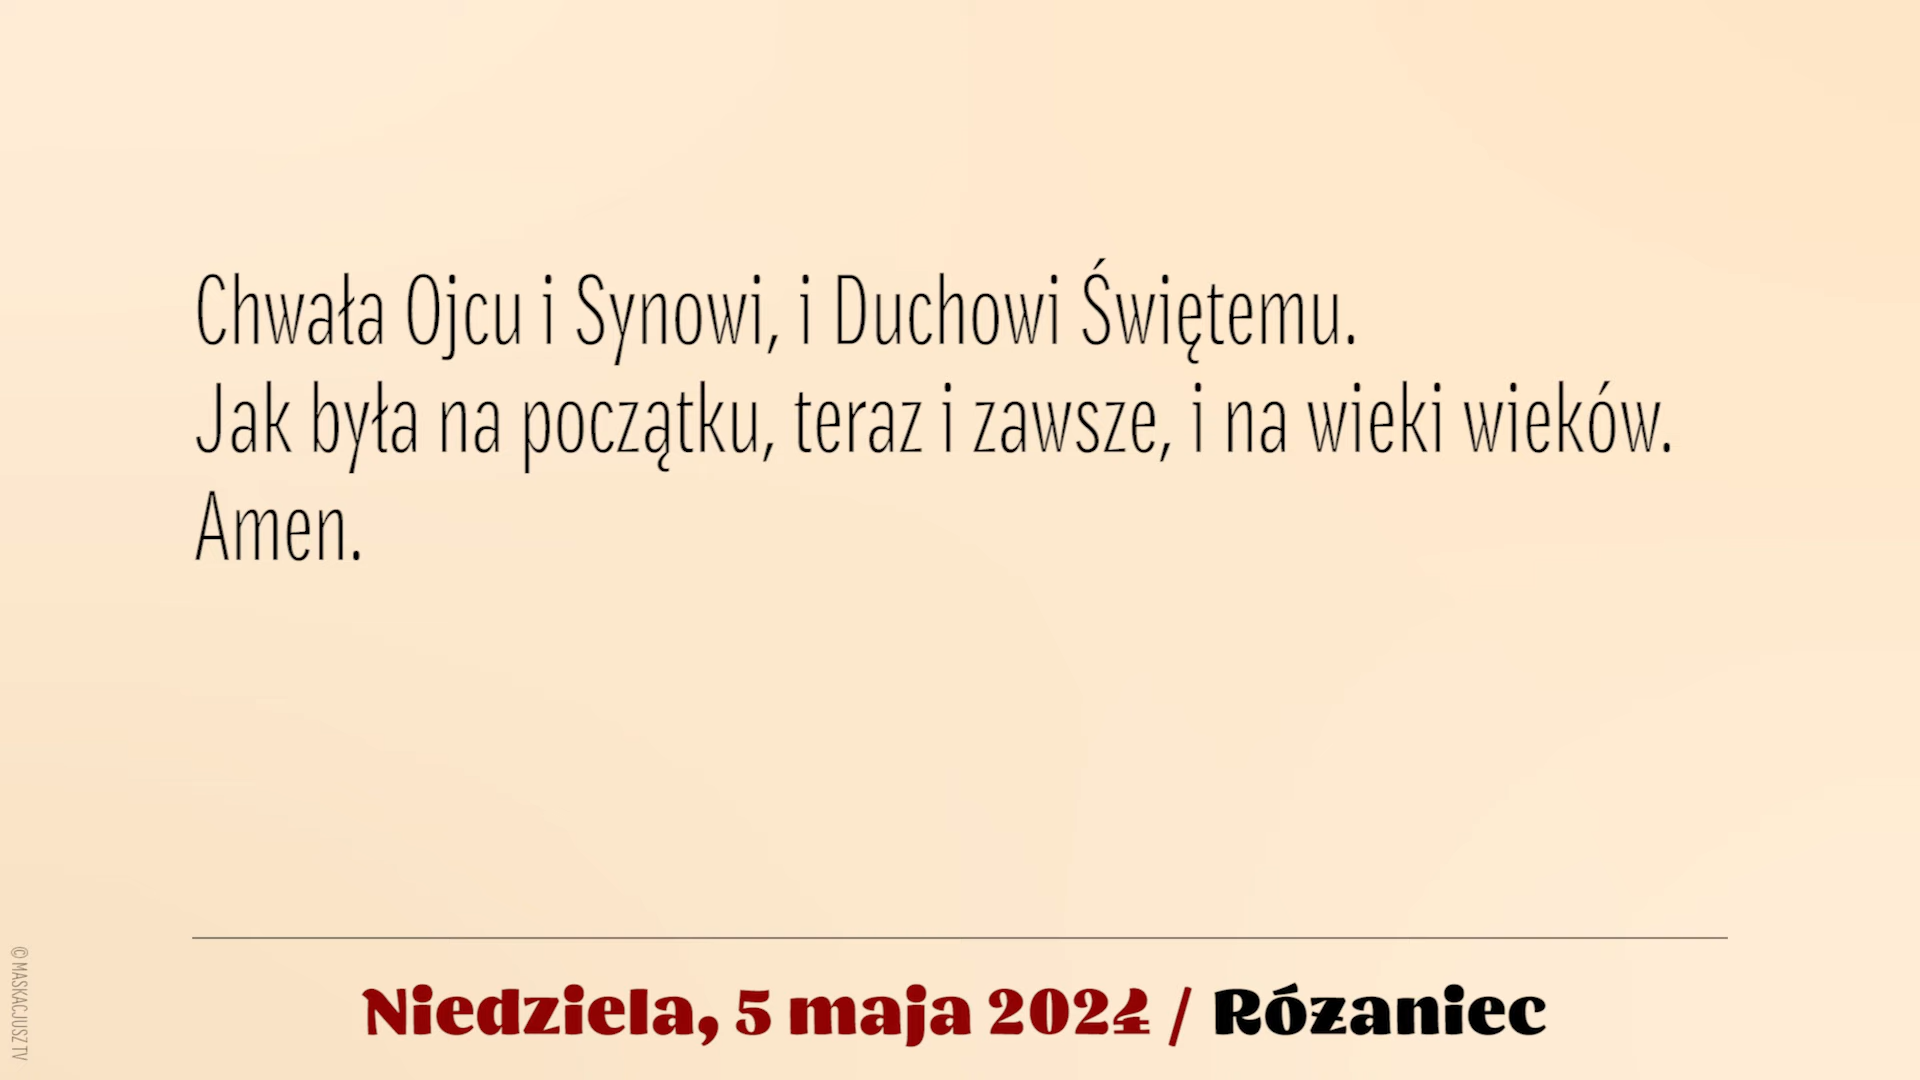 Chwała Ojcu i Synowi, i Duchowi Świętemu.
Jak była na początku, teraz i zawsze, i na wieki wieków.
Amen.
Niedziela, 5 maja 2024 / Różaniec
© MASKACJUSZ TV